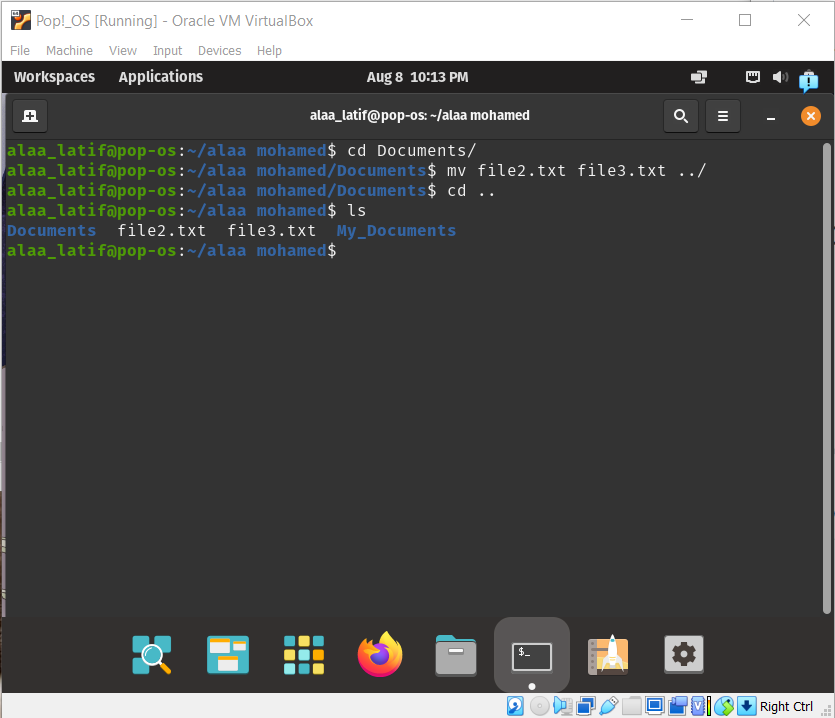 Pop!_OS [Running] - Oracle VM VirtualBox
File Machine View Input Devices Help
Workspaces Applications Aug 8 10:13 PM
alaa_latif@pop-os: ~/alaa mohamed
alaa_latif@pop-os:~/alaa mohamed$ cd Documents/
alaa_latif@pop-os:~/alaa mohamed/Documents$ mv file2.txt file3.txt ../
alaa_latif@pop-os:~/alaa mohamed/Documents$ cd ..
alaa_latif@pop-os:~/alaa mohamed$ ls
Documents file2.txt file3.txt My_Documents
alaa_latif@pop-os:~/alaa mohamed$
$_
Right Ctrl